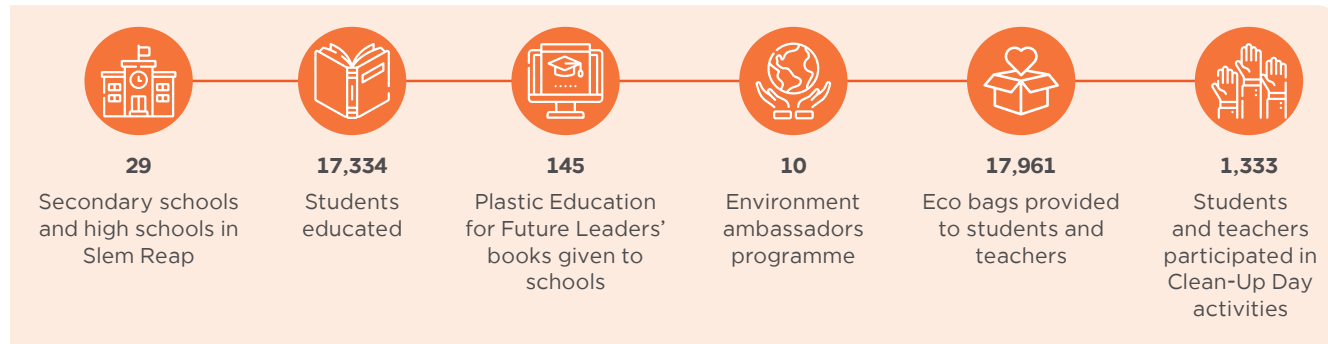 29
Secondary schools
and high schools in
Slem Reap
17,334
Students
educated
145
Plastic Education
for Future Leaders’
books given to
schools
10
Environment
ambassadors
programme
17,961
Eco bags provided
to students and
teachers
1,333
Students
and teachers
participated in
Clean-Up Day
activities